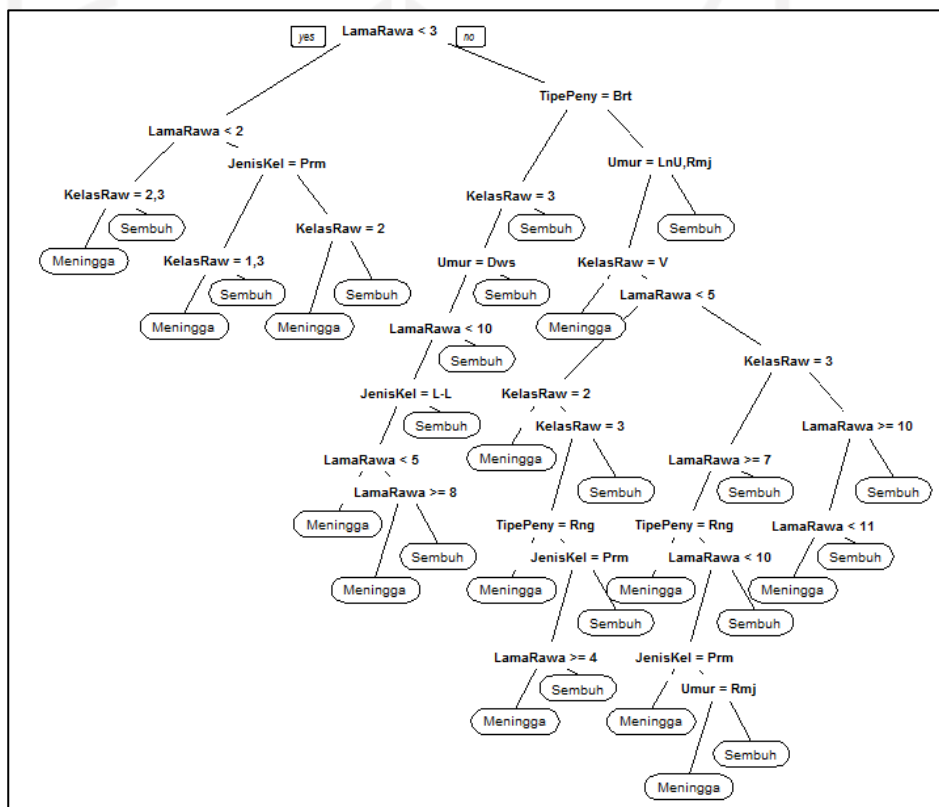 yes LamaRawa < 3 no
TipePeny = Brt
LamaRawa < 2
JenisKel = Prm Umur = LnU,Rmj
KelasRaw = 2,3 KelasRaw = 3
Sembuh KelasRaw = 2 Sembuh Sembuh
Meningga KelasRaw = 1,3 Umur = Dws KelasRaw = V
Sembuh Sembuh Sembuh LamaRawa < 5
Meningga Meningga LamaRawa < 10 Meningga
Sembuh KelasRaw = 3
JenisKel = L-L KelasRaw = 2
Sembuh KelasRaw = 3 LamaRawa >= 10
LamaRawa < 5 Meningga LamaRawa >= 7
LamaRawa >= 8 Sembuh Sembuh Sembuh
Meningga TipePeny = Rng TipePeny = Rng LamaRawa < 11
Sembuh JenisKel = Prm LamaRawa < 10 Sembuh
Meningga Meningga Meningga Meningga
Sembuh Sembuh
LamaRawa >= 4 JenisKel = Prm
Sembuh Umur = Rmj
Meningga Meningga
Sembuh
Meningga